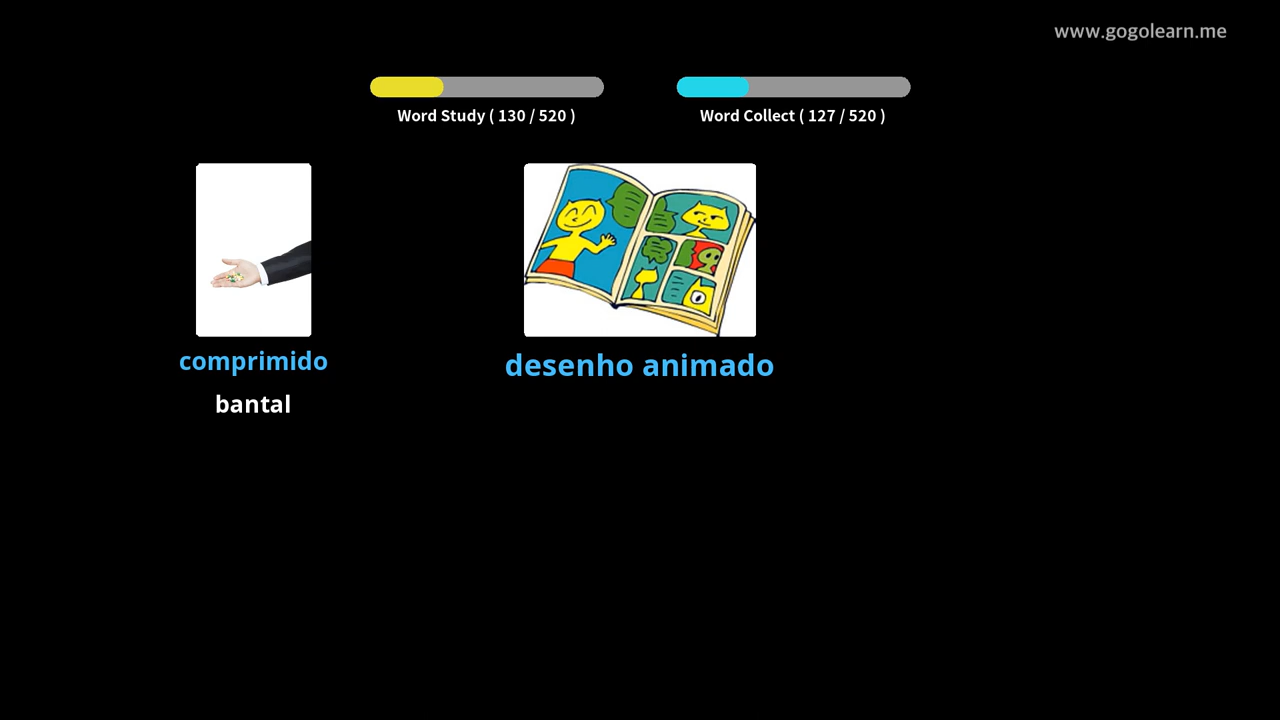 www.gogolearn.me
Word Study ( 130 / 520 )
Word Collect ( 127 / 520 )
comprimido
bantal
desenho animado